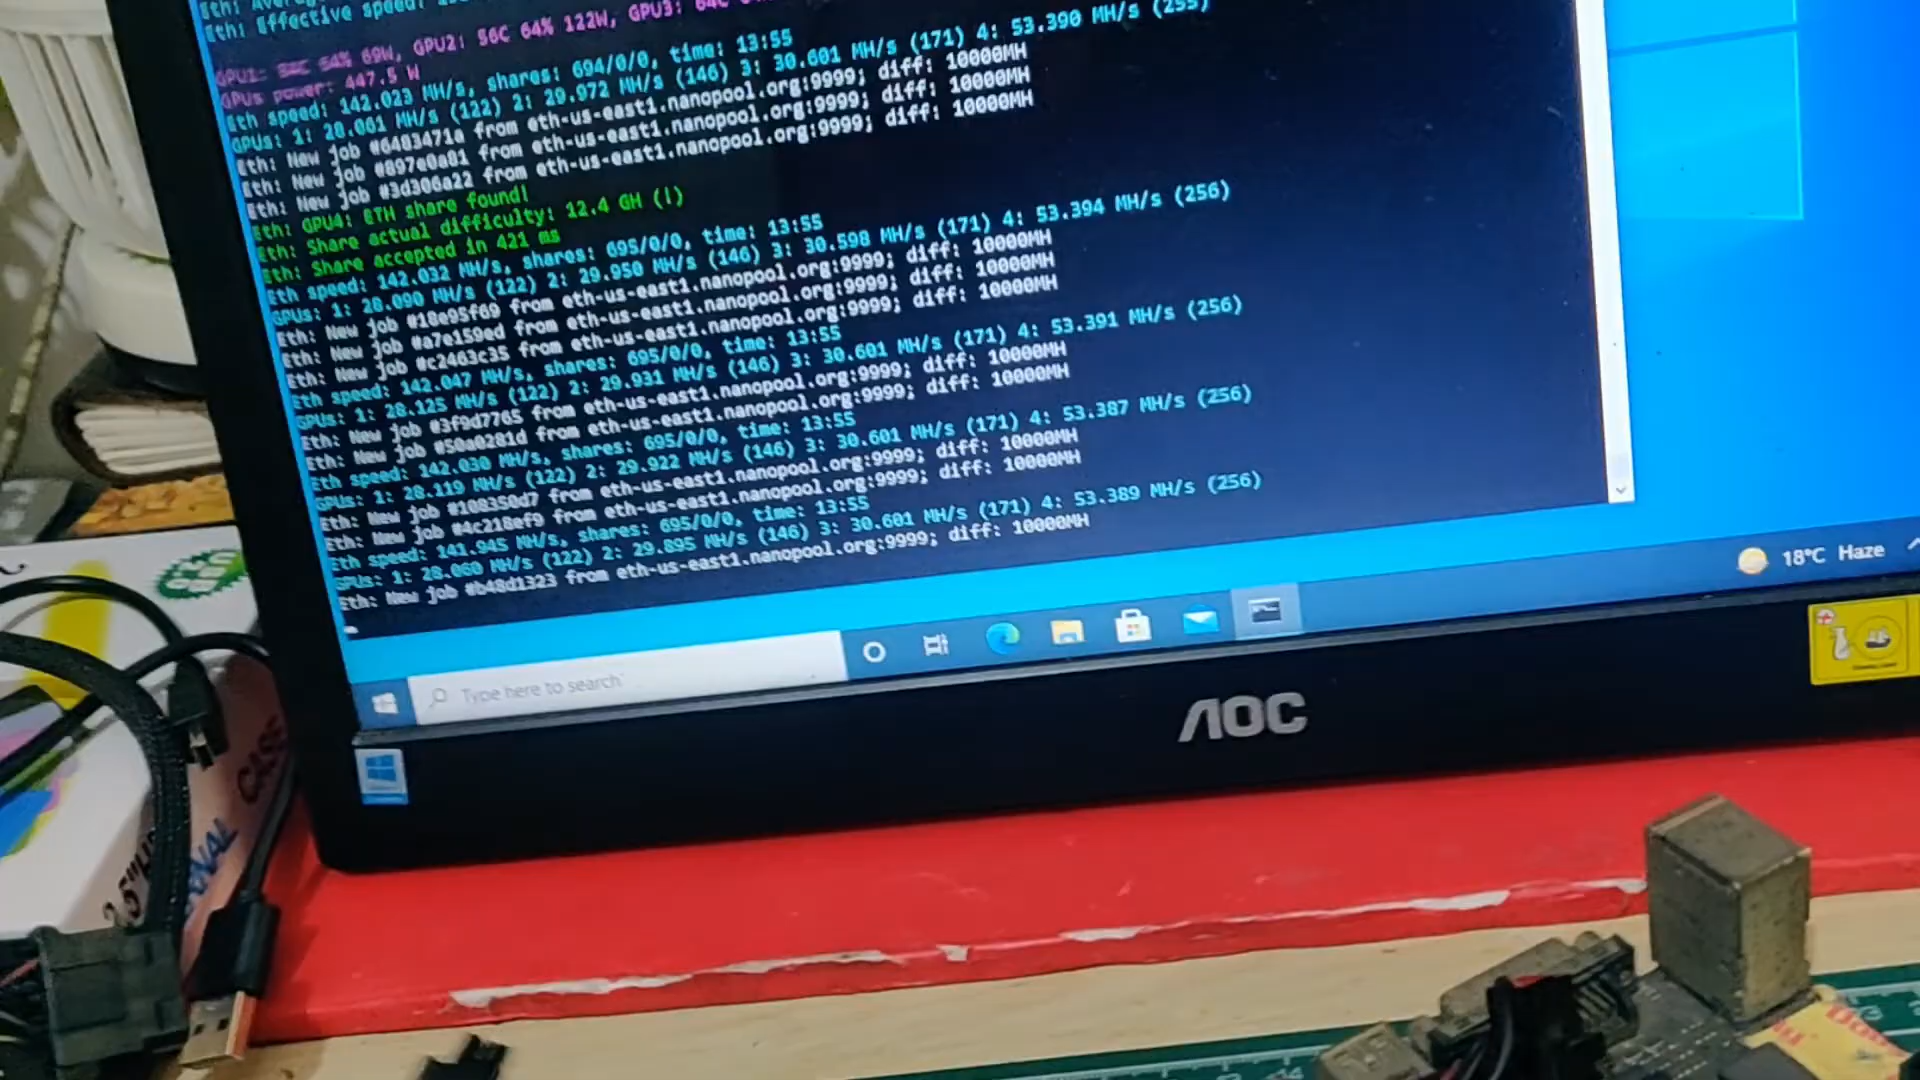 Eth: Effective speed:
GPU1: 54% 69W, GPU2: 56C 64% 122W, GPU3: 64C
GPUs power: 447.5 W
Eth speed: 142.023 MH/s, shares: 694/0/0, time: 13:55
GPUs: 1: 28.061 MH/s (122) 2: 29.972 MH/s (146) 3: 30.601 MH/s (171) 4: 53.390 MH/s (255)
Eth: New job #6483471a from eth-us-east1.nanopool.org:9999; diff: 10000MH
Eth: New job #897e0a81 from eth-us-east1.nanopool.org:9999; diff: 10000MH
Eth: New job #3d306a22 from eth-us-east1.nanopool.org:9999; diff: 10000MH
Eth: GPU4: ETH share found!
Eth: Share actual difficulty: 12.4 GH (!)
Eth: Share accepted in 421 ms
Eth speed: 142.032 MH/s, shares: 695/0/0, time: 13:55
GPUs: 1: 28.090 MH/s (122) 2: 29.950 MH/s (146) 3: 30.598 MH/s (171) 4: 53.394 MH/s (256)
Eth: New job #18e95f69 from eth-us-east1.nanopool.org:9999; diff: 10000MH
Eth: New job #a7e159ed from eth-us-east1.nanopool.org:9999; diff: 10000MH
Eth: New job #c2463c35 from eth-us-east1.nanopool.org:9999; diff: 10000MH
Eth speed: 142.047 MH/s, shares: 695/0/0, time: 13:55
GPUs: 1: 28.125 MH/s (122) 2: 29.931 MH/s (146) 3: 30.601 MH/s (171) 4: 53.391 MH/s (256)
Eth: New job #3f9d7765 from eth-us-east1.nanopool.org:9999; diff: 10000MH
Eth: New job #50a0281d from eth-us-east1.nanopool.org:9999; diff: 10000MH
Eth speed: 142.030 MH/s, shares: 695/0/0, time: 13:55
GPUs: 1: 28.119 MH/s (122) 2: 29.922 MH/s (146) 3: 30.601 MH/s (171) 4: 53.387 MH/s (256)
Eth: New job #108350d7 from eth-us-east1.nanopool.org:9999; diff: 10000MH
Eth: New job #4c218ef9 from eth-us-east1.nanopool.org:9999; diff: 10000MH
Eth speed: 141.945 MH/s, shares: 695/0/0, time: 13:55
GPUs: 1: 28.060 MH/s (122) 2: 29.895 MH/s (146) 3: 30.601 MH/s (171) 4: 53.389 MH/s (256)
Eth: New job #b48d1323 from eth-us-east1.nanopool.org:9999; diff: 10000MH
18°C Haze
Type here to search
AOC
CASE